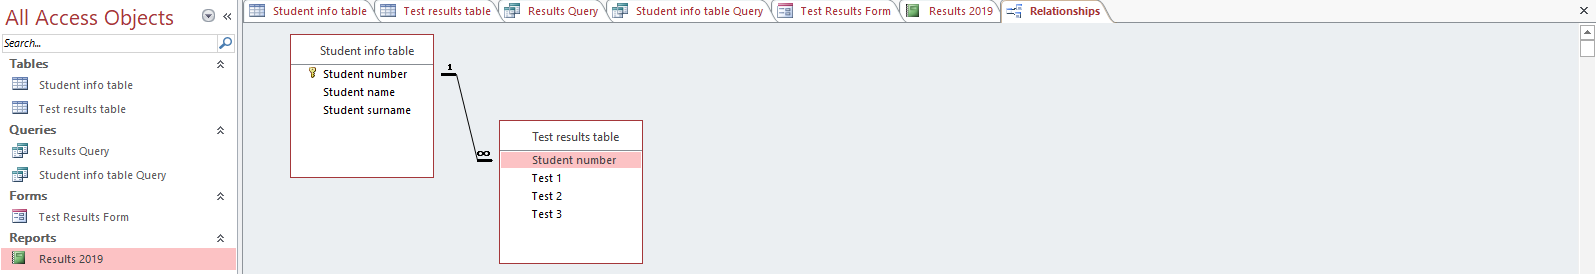 All Access Objects
Search...
Tables
Student info table
Test results table
Queries
Results Query
Student info table Query
Forms
Test Results Form
Reports
Results 2019
Student info table
Test results table
Results Query
Student info table Query
Test Results Form
Results 2019
Relationships
Student info table
Student number
Student name
Student surname
1
∞
Test results table
Student number
Test 1
Test 2
Test 3